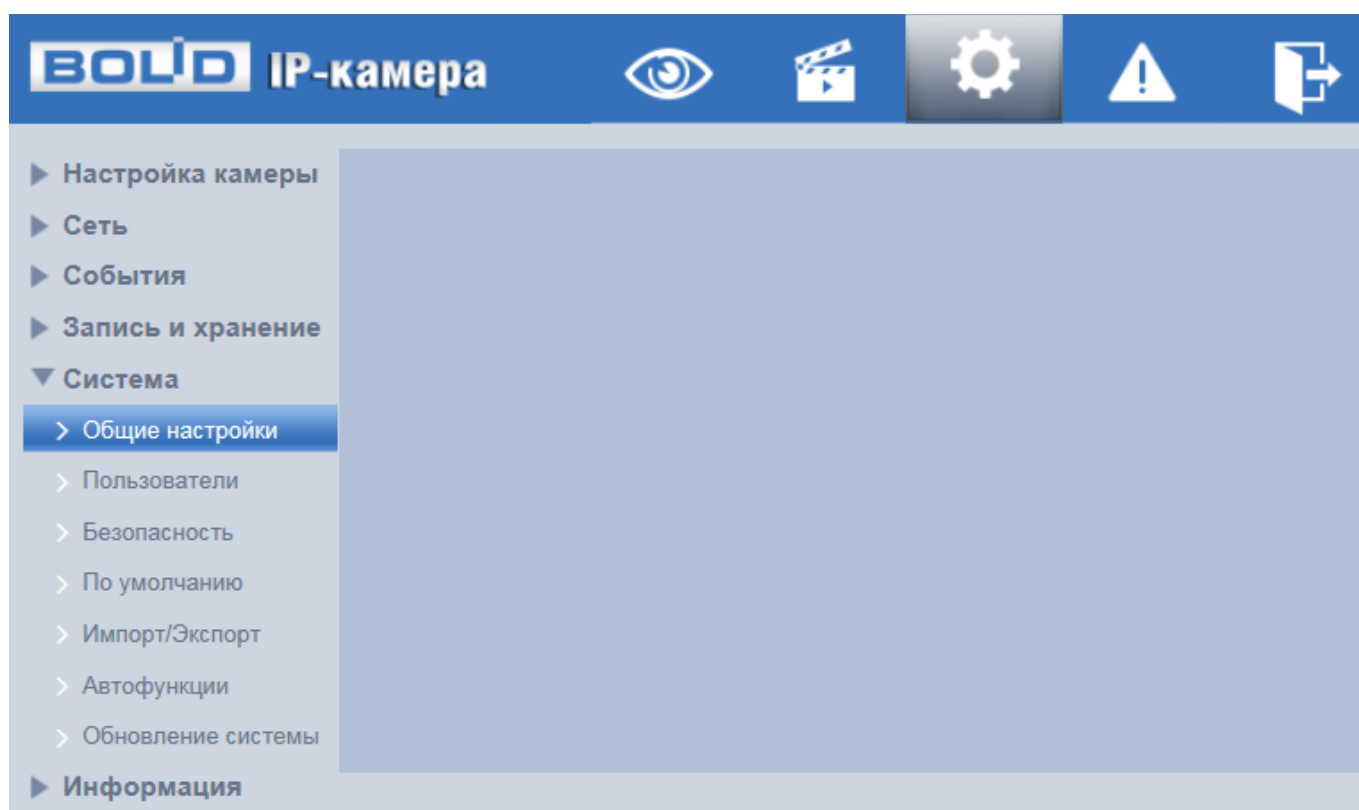 BOLID IP-камера
Настройка камеры
Сеть
События
Запись и хранение
Система
Общие настройки
Пользователи
Безопасность
По умолчанию
Импорт/Экспорт
Автофункции
Обновление системы
Информация